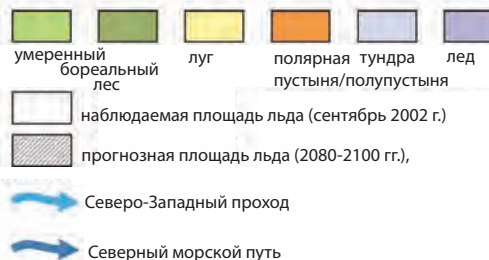 умеренный бореальный лес луг полярная пустыня/полупустыня тундра лед
наблюдаемая площадь льда (сентябрь 2002 г.)
прогнозная площадь льда (2080-2100 гг.),
Северо-Западный проход
Северный морской путь